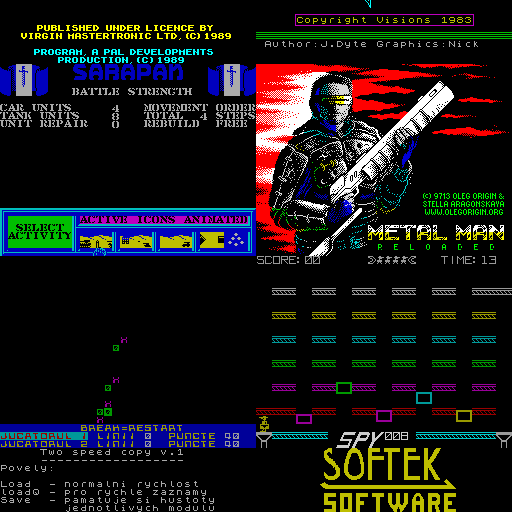 PUBLISHED UNDER LICENCE BY
VIRGIN MASTERTRONIC LTD,(C)1989
PROGRAM, A PAL DEVELOPMENTS
PRODUCTION,(C)1989
SARAPAN
BATTLE STRENGTH
CAR UNITS 4 MOVEMENT ORDER
TANK UNITS 8 TOTAL 4 STEPS
UNIT REPAIR 0 REBUILD FREE
SELECT
ACTIVITY
ACTIVE ICONS ANIMATED
Copyright Visions 1983
Author:J.Dyte Graphics:Nick
(C) 9713 OLEG ORIGIN &
STELLA ARAGONSKAYA
WWW.OLEGORIGIN.ORG
METAL MAN
RELOADED
SCORE: 00 TIME: 13
BREAK=RESTART
JUCATORUL 1 LINII 0 PUNCTE 90
JUCATORUL 2 LINII 0 PUNCTE 90
Two speed copy v.1
Povely:
Load - normalni rychlost
loadQ - pro rychle zaznamy
Save - pamatuje si hustoty
jednotlivych modulu
SPY 008
SOFTEK
SOFTWARE